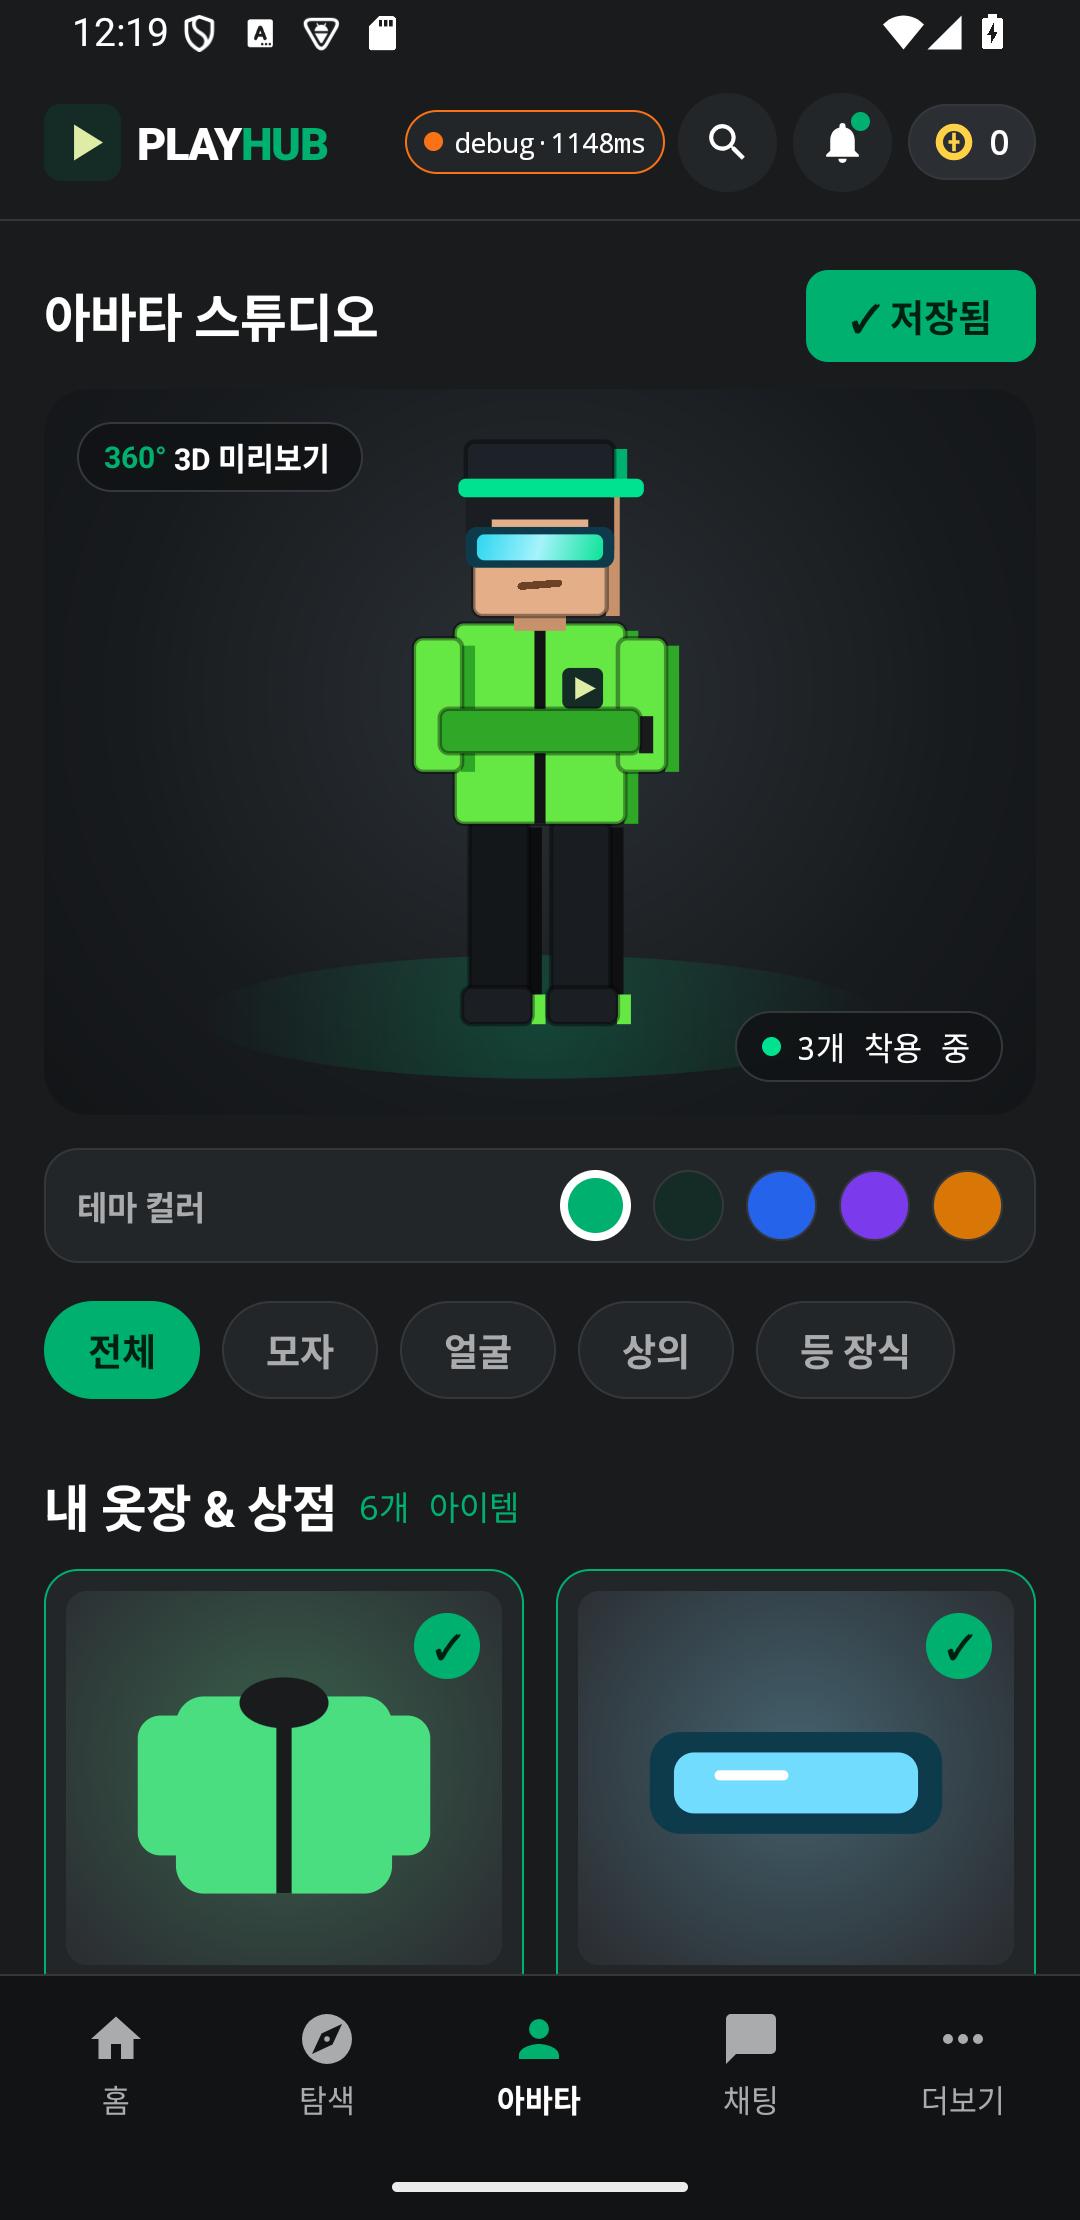 12:19
PLAYHUB
debug·1148ms
0
아바타 스튜디오
✓저장됨
360° 3D 미리보기
3개 착용 중
테마 컬러
전체
모자
얼굴
상의
등 장식
내 옷장 & 상점
6개 아이템
홈
탐색
아바타
채팅
더보기